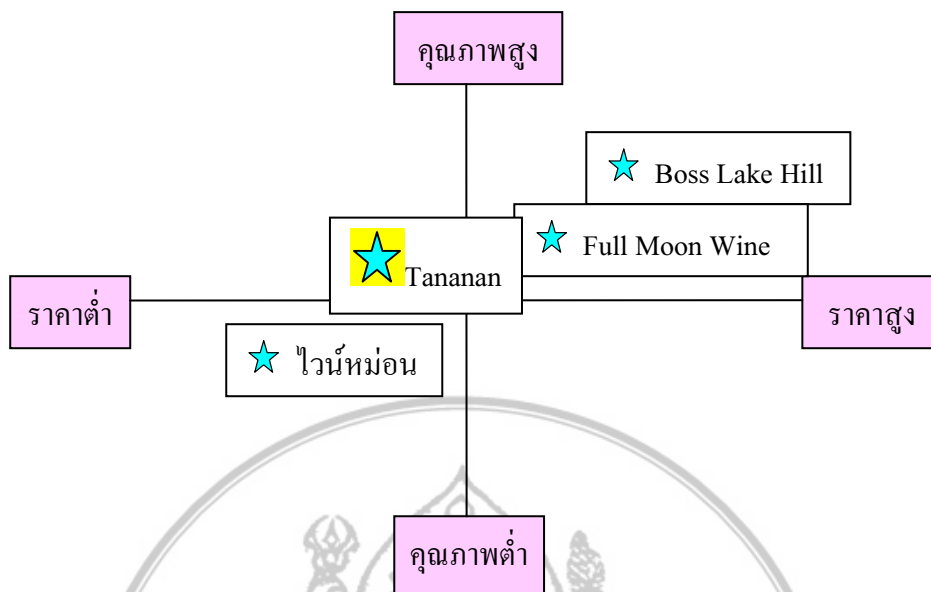 คุณภาพสูง
Boss Lake Hill
Full Moon Wine
Tananan
ราคาต่ำ
ราคาสูง
ไวน์หม่อน
คุณภาพต่ำ